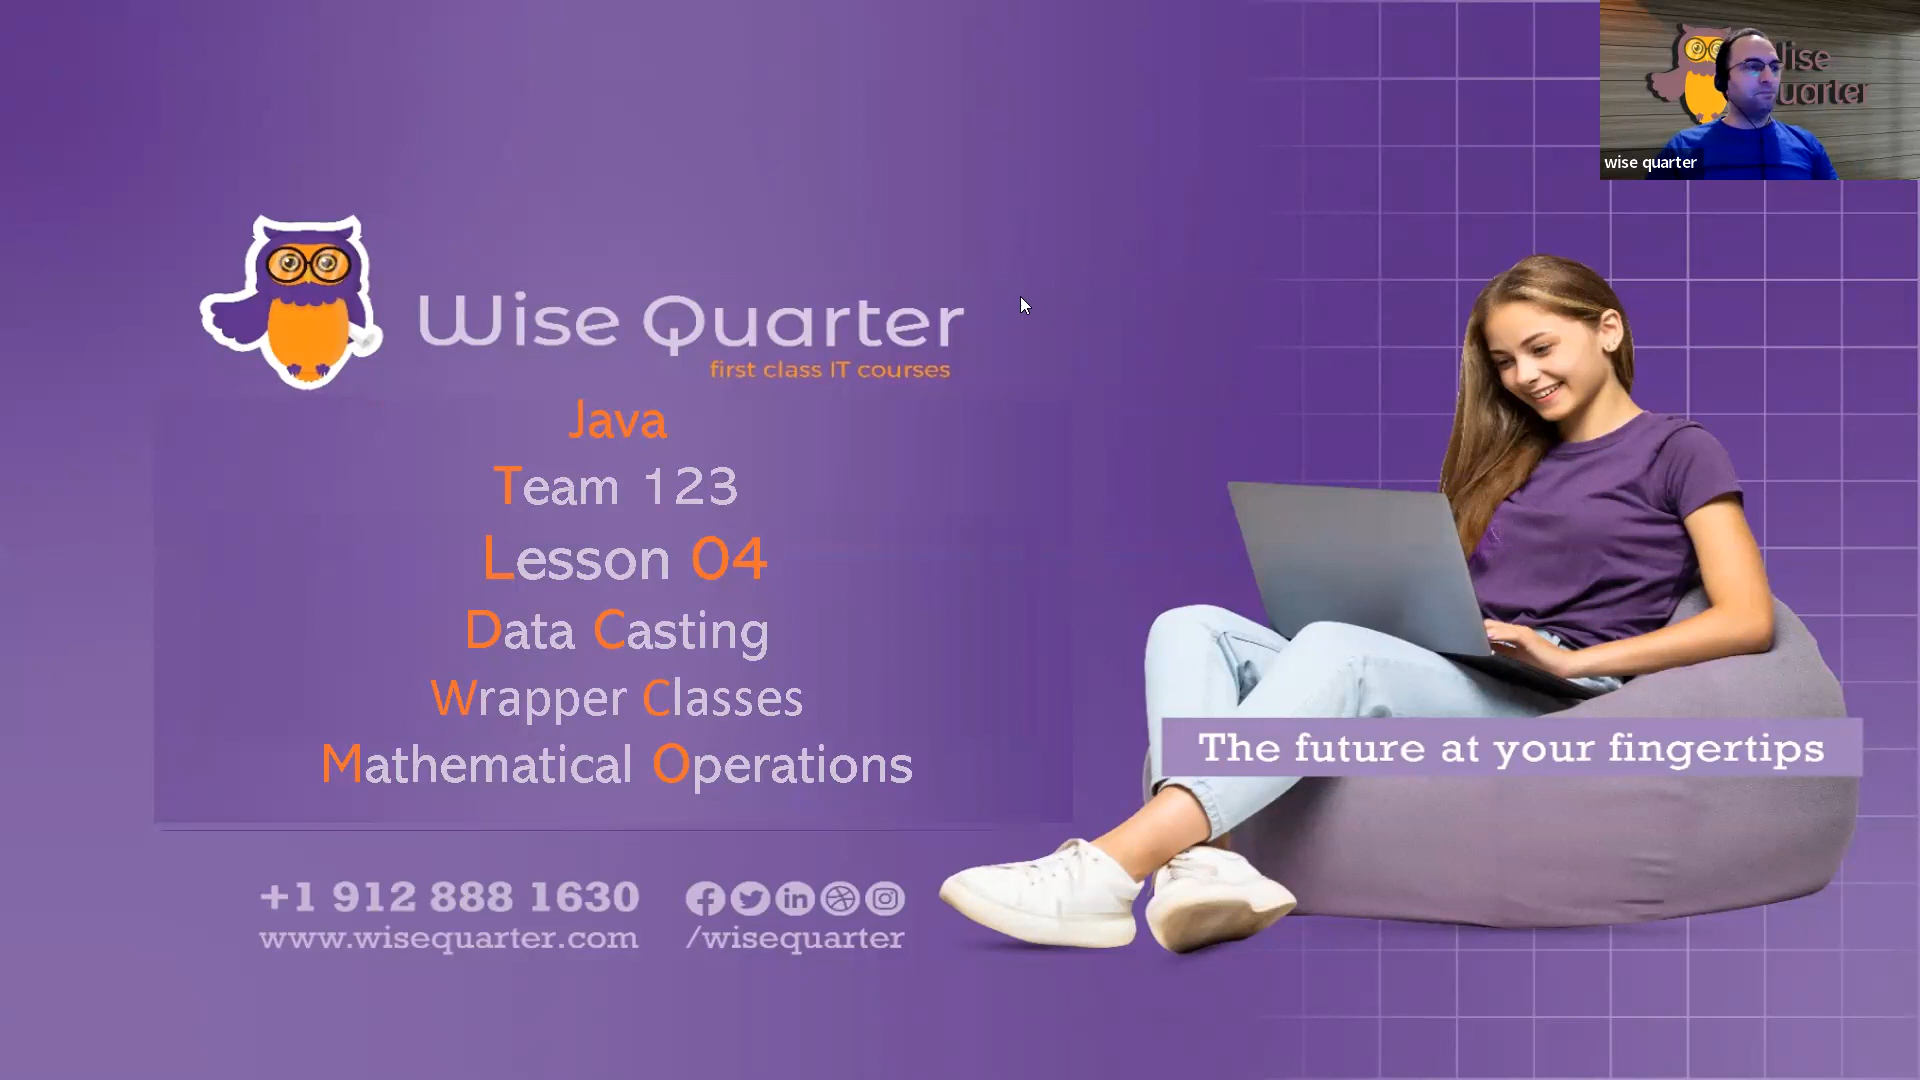 Wise Quarter
first class IT courses
Java
Team 123
Lesson 04
Data Casting
Wrapper Classes
Mathematical Operations
The future at your fingertips
+1 912 888 1630
www.wisequarter.com
/wisequarter
wise quarter